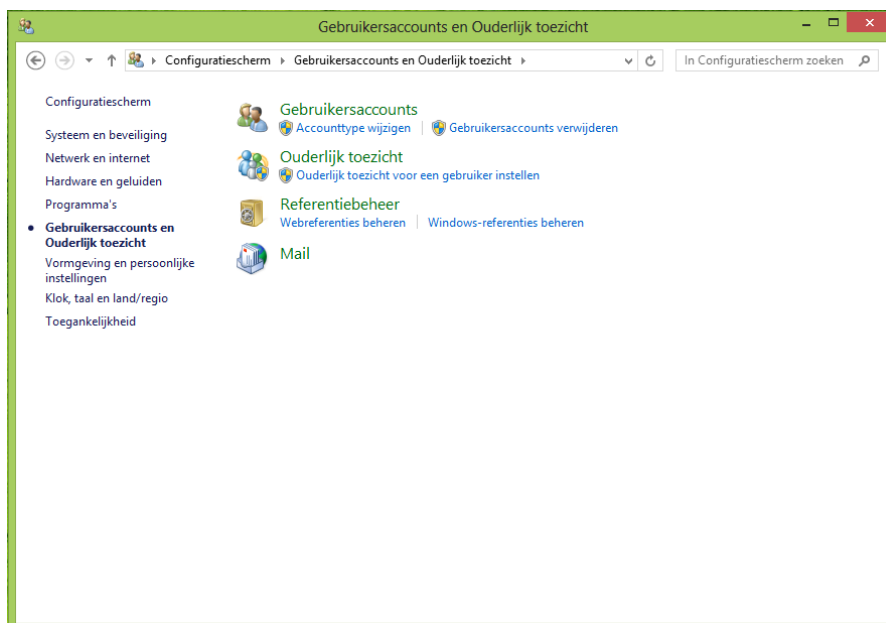 Gebruikersaccounts en Ouderlijk toezicht
Configuratiescherm Gebruikersaccounts en Ouderlijk toezicht
In Configuratiescherm zoeken
Configuratiescherm
Systeem en beveiliging
Netwerk en internet
Hardware en geluiden
Programma's
Gebruikersaccounts en
Ouderlijk toezicht
Vormgeving en persoonlijke
instellingen
Klok, taal en land/regio
Toegankelijkheid
Gebruikersaccounts
Accounttype wijzigen Gebruikersaccounts verwijderen
Ouderlijk toezicht
Ouderlijk toezicht voor een gebruiker instellen
Referentiebeheer
Webreferenties beheren Windows-referenties beheren
Mail